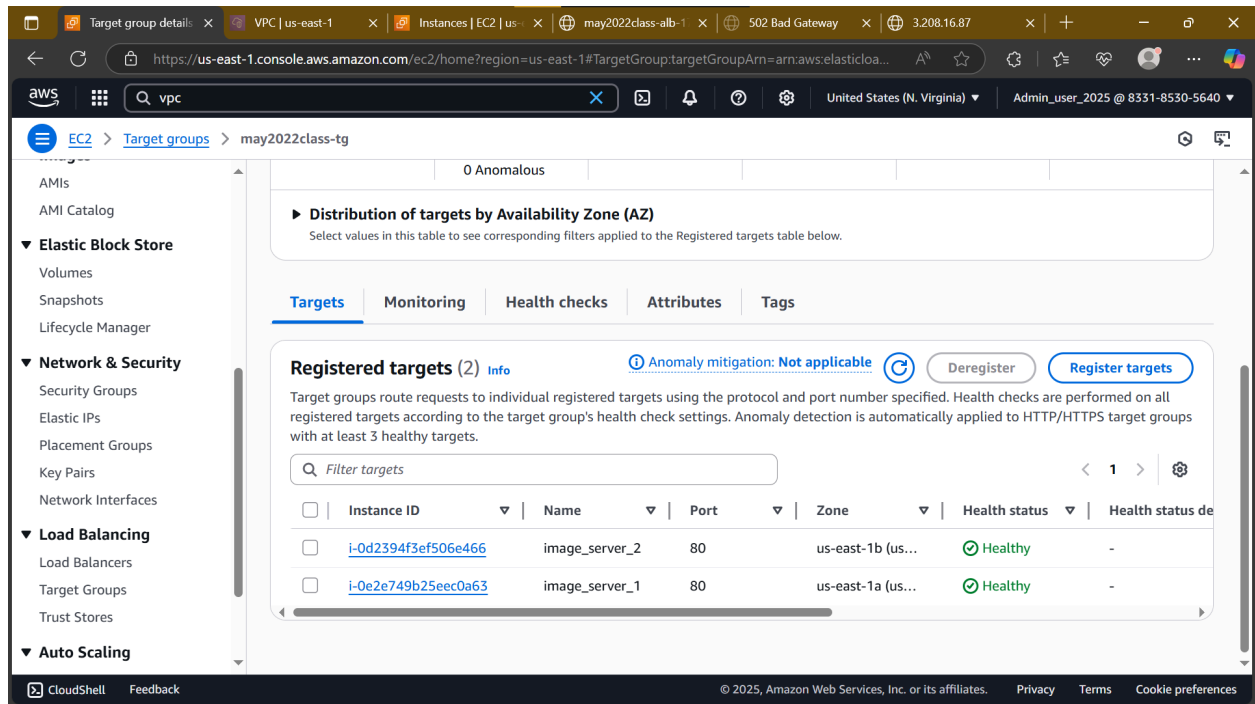 Target group details
VPC | us-east-1
Instances | EC2 | us-
may2022class-alb-1
502 Bad Gateway
3.208.16.87
https://us-east-1.console.aws.amazon.com/ec2/home?region=us-east-1#TargetGroup:targetGroupArn=arn:aws:elasticloa...
aws
vpc
United States (N. Virginia)
Admin_user_2025 @ 8331-8530-5640
EC2 > Target groups > may2022class-tg
AMIs
AMI Catalog
Elastic Block Store
Volumes
Snapshots
Lifecycle Manager
Network & Security
Security Groups
Elastic IPs
Placement Groups
Key Pairs
Network Interfaces
Load Balancing
Load Balancers
Target Groups
Trust Stores
Auto Scaling
0 Anomalous
Distribution of targets by Availability Zone (AZ)
Select values in this table to see corresponding filters applied to the Registered targets table below.
Targets Monitoring Health checks Attributes Tags
Registered targets (2) Info
Anomaly mitigation: Not applicable
Deregister
Register targets
Target groups route requests to individual registered targets using the protocol and port number specified. Health checks are performed on all
registered targets according to the target group's health check settings. Anomaly detection is automatically applied to HTTP/HTTPS target groups
with at least 3 healthy targets.
Filter targets
1
Instance ID Name Port Zone Health status Health status de
i-0d2394f3ef506e466 image_server_2 80 us-east-1b (us... Healthy -
i-0e2e749b25eec0a63 image_server_1 80 us-east-1a (us... Healthy -
CloudShell Feedback © 2025, Amazon Web Services, Inc. or its affiliates. Privacy Terms Cookie preferences